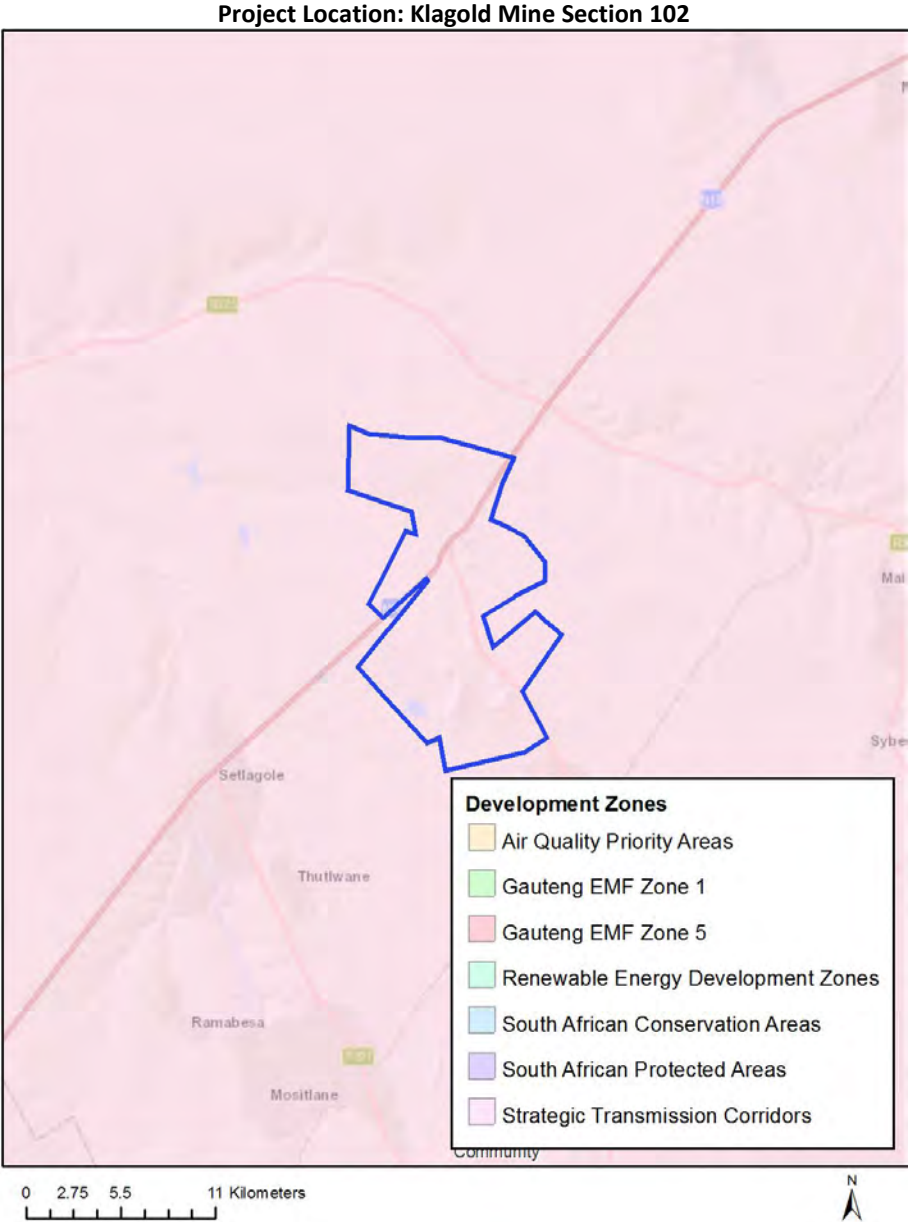 Project Location: Klagold Mine Section 102
Setlagole
Thutlwane
Ramabesa
Mositlane
Mai
Sybe
Development Zones
Air Quality Priority Areas
Gauteng EMF Zone 1
Gauteng EMF Zone 5
Renewable Energy Development Zones
South African Conservation Areas
South African Protected Areas
Strategic Transmission Corridors
Community
0 2.75 5.5 11 Kilometers
N